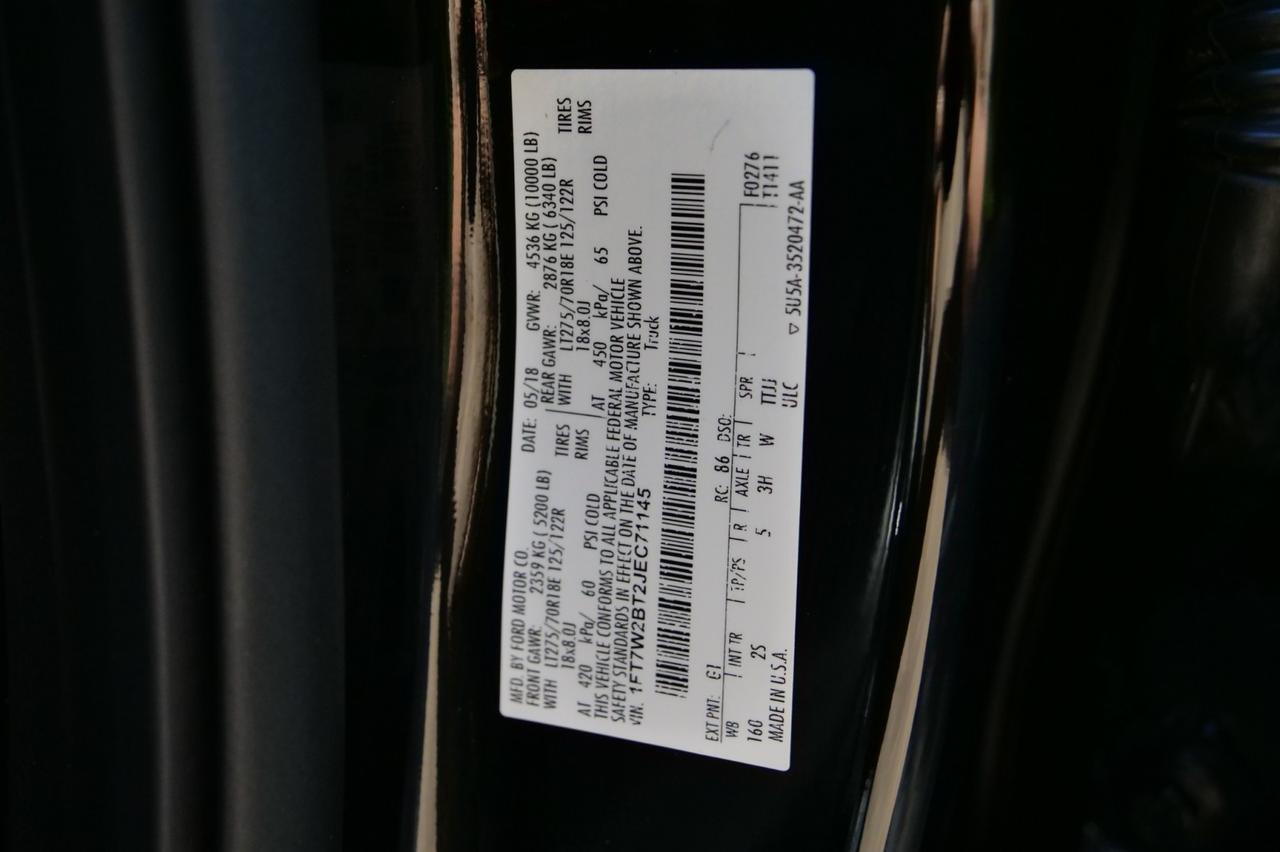 MFD. BY FORD MOTOR CO. DATE: 05/18 GVWR: 4536 KG (10000 LB)
FRONT GAWR: 2359 KG ( 5200 LB) REAR GAWR: 2876 KG ( 6340 LB)
WITH LT275/70R18E 125/122R TIRES WITH LT275/70R18E 125/122R TIRES
18x8.0J RIMS 18x8.0J RIMS
AT 420 kPa/ 60 PSI COLD AT 450 kPa/ 65 PSI COLD
THIS VEHICLE CONFORMS TO ALL APPLICABLE FEDERAL MOTOR VEHICLE
SAFETY STANDARDS IN EFFECT ON THE DATE OF MANUFACTURE SHOWN ABOVE.
VIN: 1FT7W2BT2JEC71145 TYPE: Truck
EXT PNT: G1 RC: 86 DSO:
WB INT TR TP/PS R AXLE TR SPR F0276
160 2S 5 3H W TTJJ T1411
MADE IN U.S.A. ULC
▽ 5U5A-3520472-AA